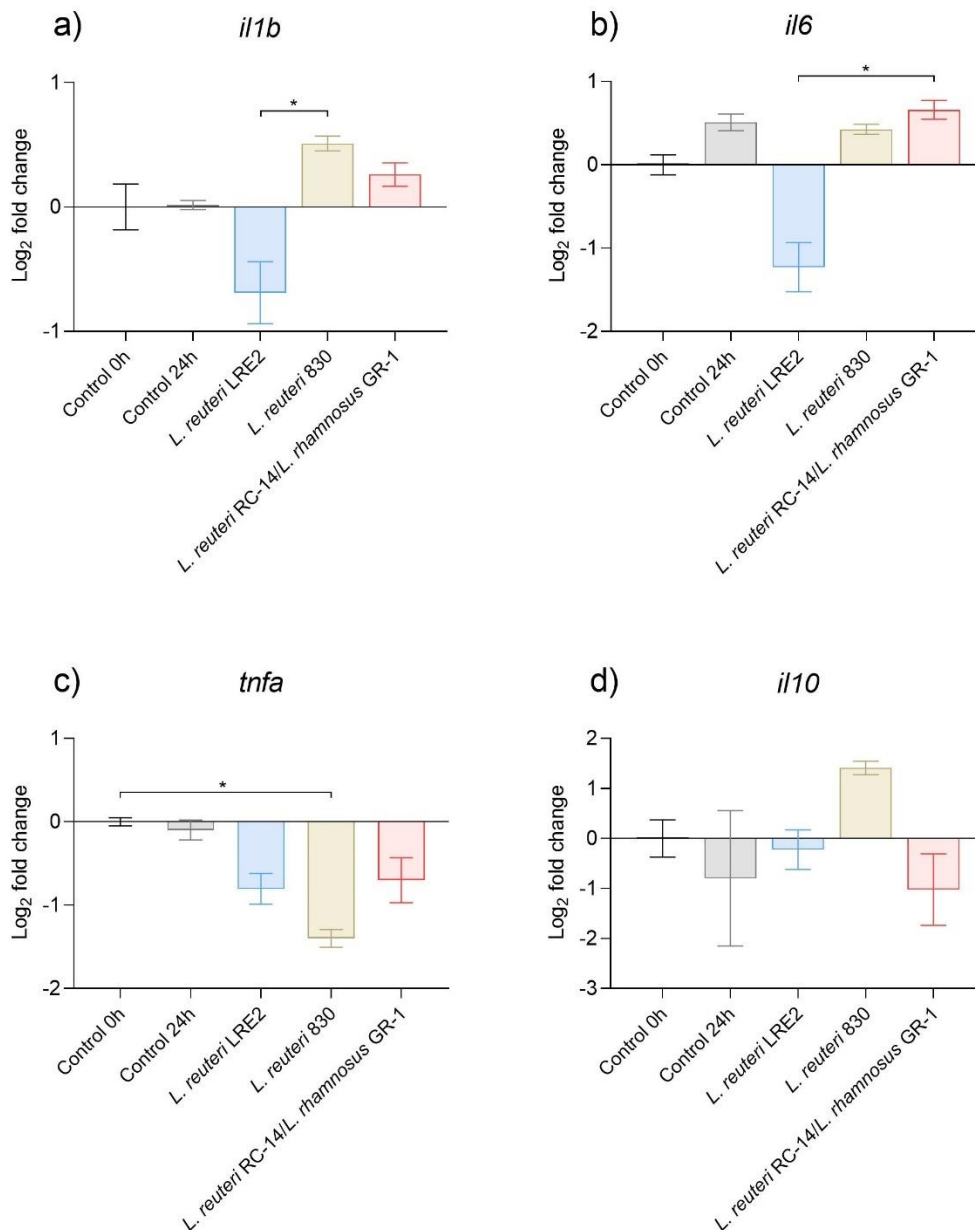 a)
il1b
Log2 fold change
1
0
-1
*
Control 0h
Control 24h
L. reuteri LRE2
L. reuteri 830
L. reuteri RC-14/L. rhamnosus GR-1
b)
il6
Log2 fold change
1
0
-1
-2
*
Control 0h
Control 24h
L. reuteri LRE2
L. reuteri 830
L. reuteri RC-14/L. rhamnosus GR-1
c)
tnfa
Log2 fold change
1
0
-1
-2
*
Control 0h
Control 24h
L. reuteri LRE2
L. reuteri 830
L. reuteri RC-14/L. rhamnosus GR-1
d)
il10
Log2 fold change
2
1
0
-1
-2
-3
Control 0h
Control 24h
L. reuteri LRE2
L. reuteri 830
L. reuteri RC-14/L. rhamnosus GR-1